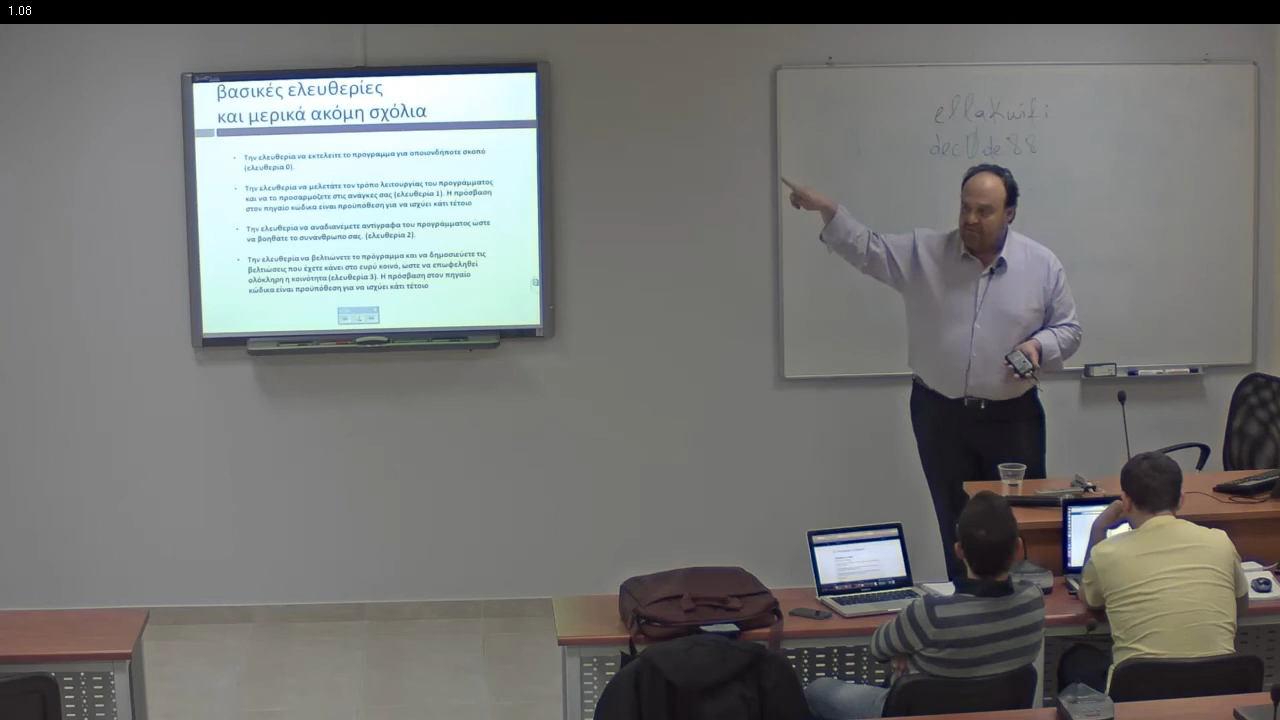 1.08
βασικές ελευθερίες
και μερικά ακόμη σχόλια
Την ελευθερία να εκτελείτε το πρόγραμμα για οποιονδήποτε σκοπό
(ελευθερία 0).
Την ελευθερία να μελετάτε τον τρόπο λειτουργίας του προγράμματος
και να το προσαρμόζετε στις ανάγκες σας (ελευθερία 1). Η πρόσβαση
στον πηγαίο κώδικα είναι προϋπόθεση για να ισχύει κάτι τέτοιο
Την ελευθερία να αναδιανέμετε αντίγραφα του προγράμματος ώστε
να βοηθάτε το συνάνθρωπο σας. (ελευθερία 2).
Την ελευθερία να βελτιώνετε το πρόγραμμα και να δημοσιεύετε τις
βελτιώσεις που έχετε κάνει στο ευρύ κοινό, ώστε να επωφεληθεί
ολόκληρη η κοινότητα (ελευθερία 3). Η πρόσβαση στον πηγαίο
κώδικα είναι προϋπόθεση για να ισχύει κάτι τέτοιο
ellakwifi
dec0de88